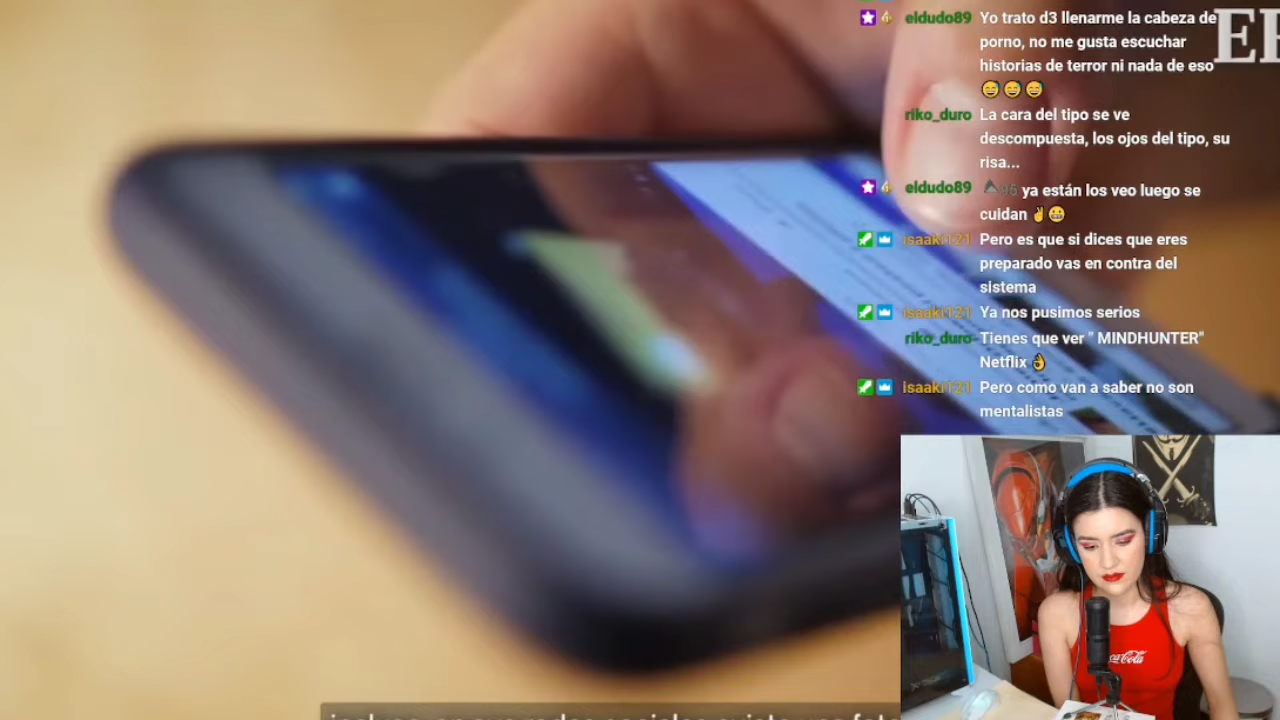 eldudo89 Yo trato d3 llenarme la cabeza de
porno, no me gusta escuchar
historias de terror ni nada de eso
😅 😅 😅
riko_duro La cara del tipo se ve
descompuesta, los ojos del tipo, su
risa...
eldudo89 95 ya están los veo luego se
cuidan ✌😬
isaaki121 Pero es que si dices que eres
preparado vas en contra del
sistema
isaaki121 Ya nos pusimos serios
riko_duro Tienes que ver " MINDHUNTER"
Netflix 👌
isaaki121 Pero como van a saber no son
mentalistas
Coca-Cola